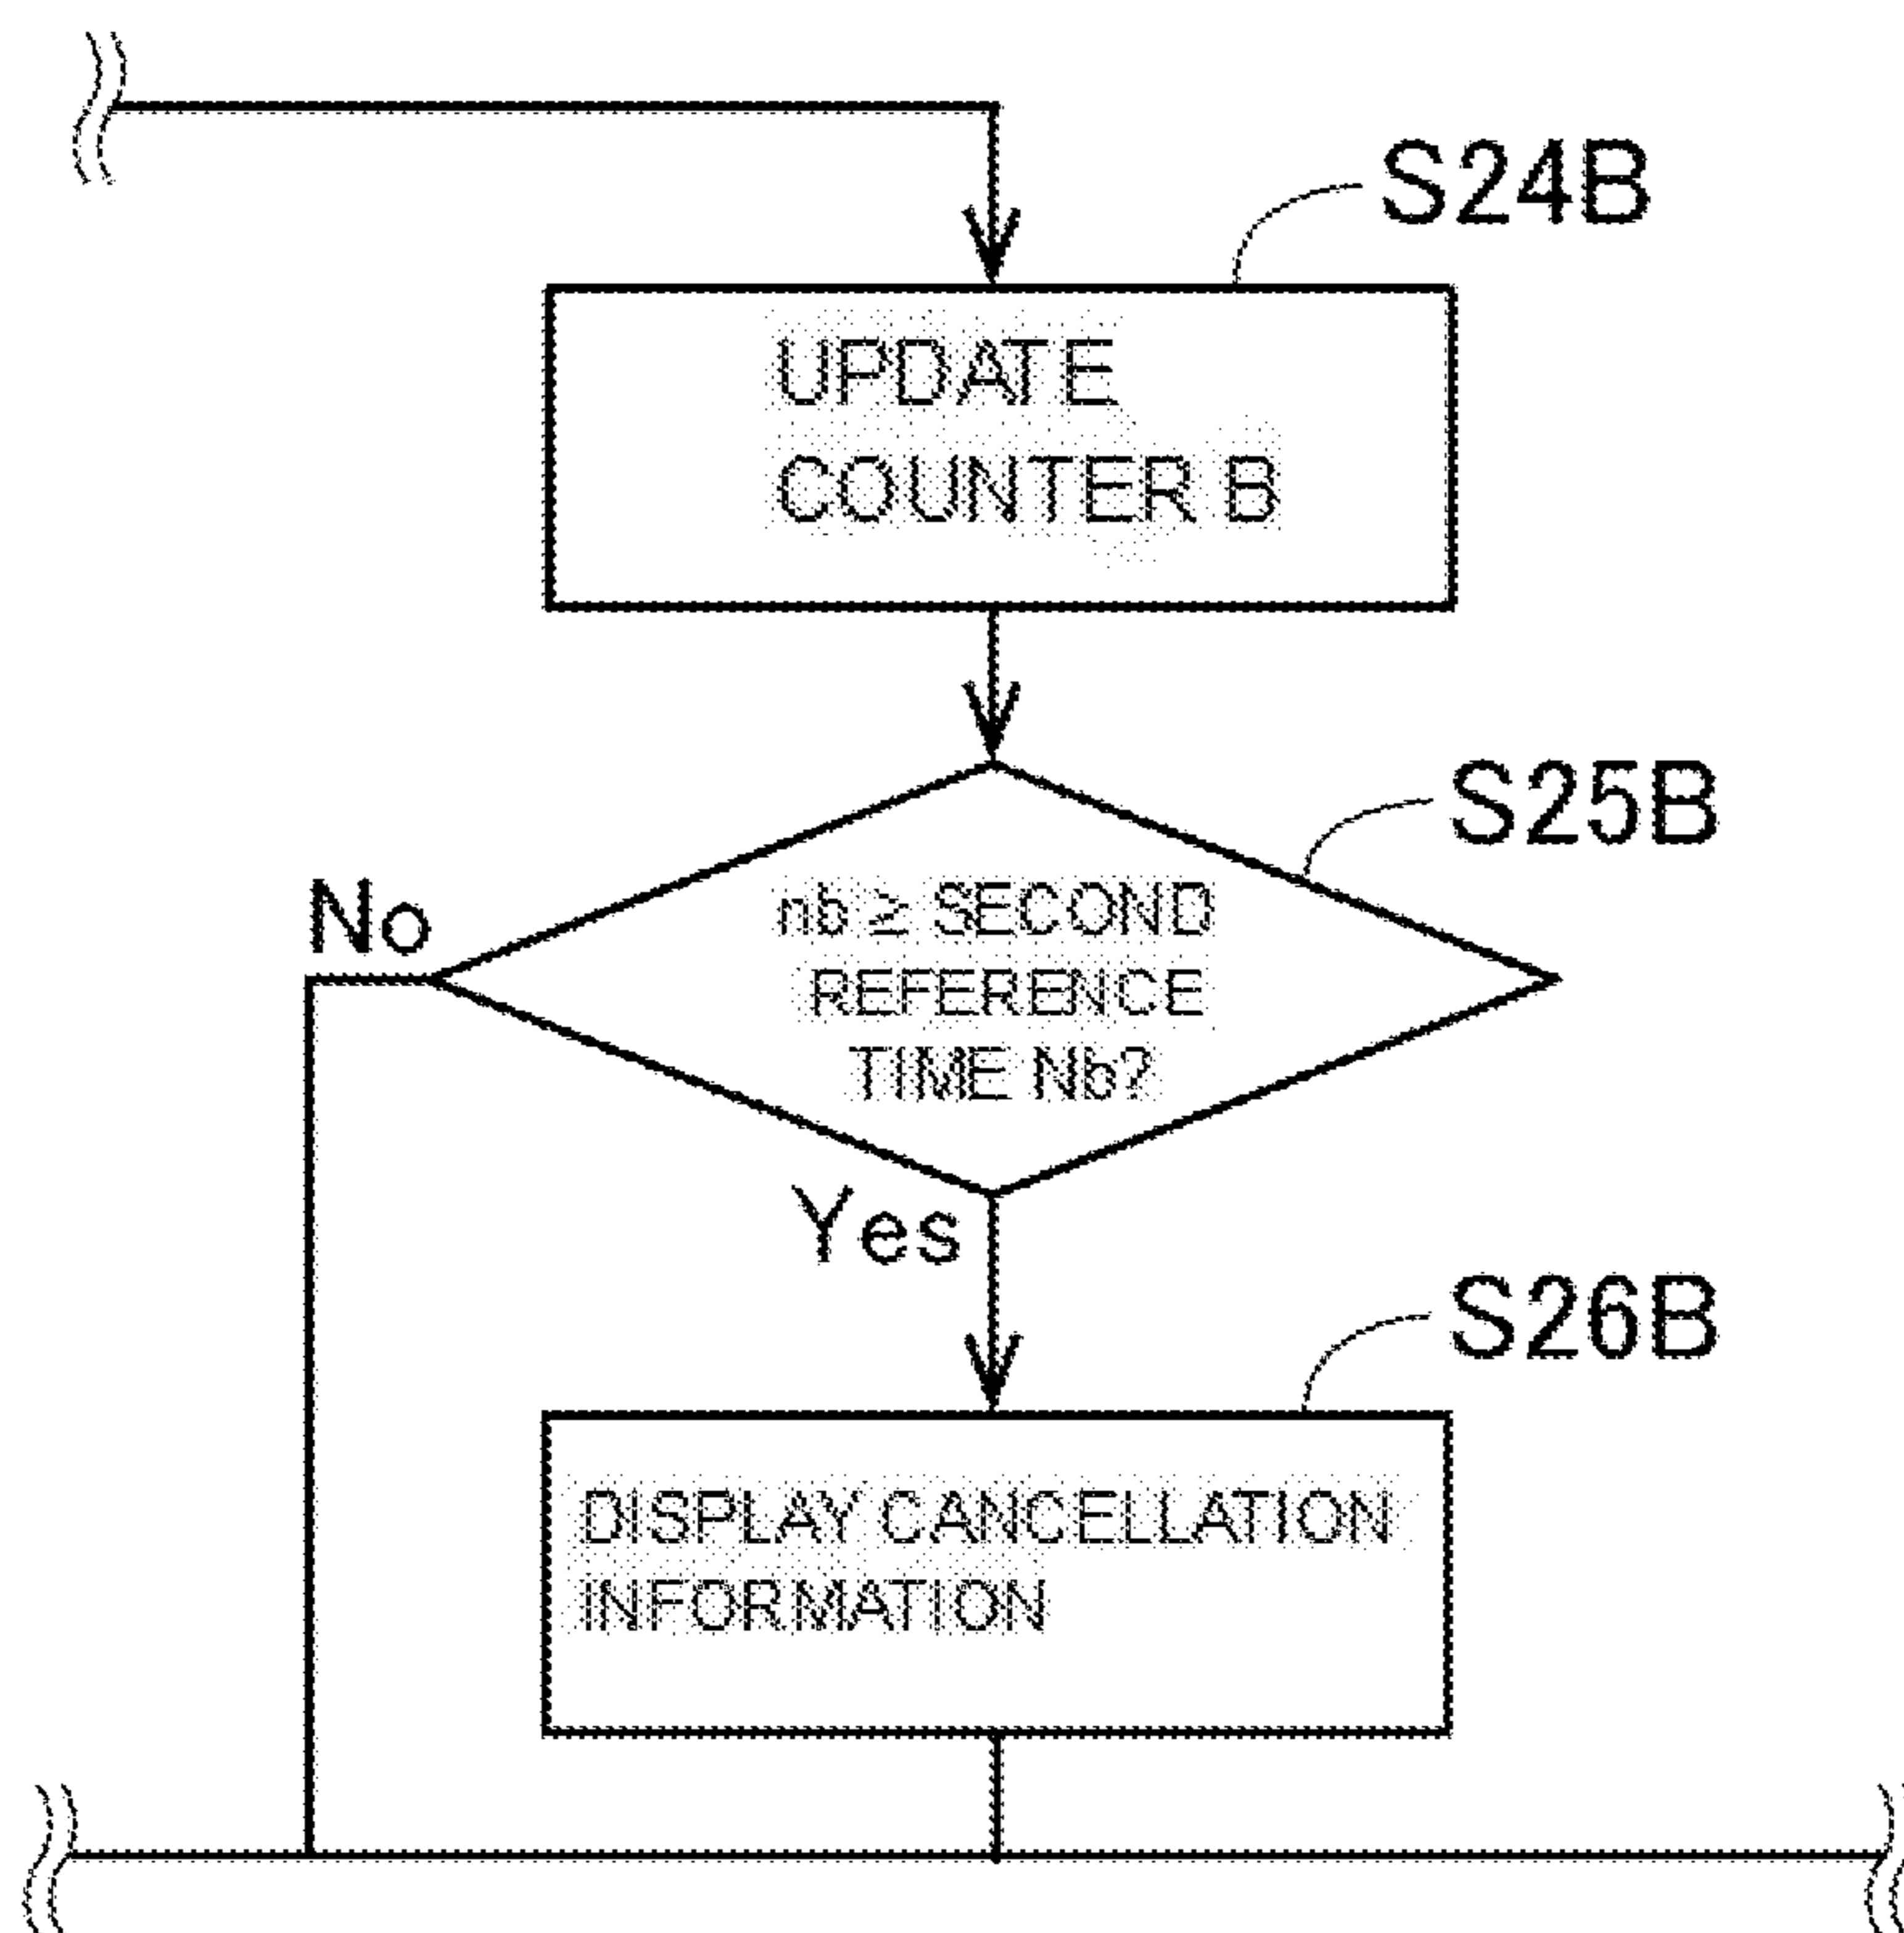 S24B
UPDATE
COUNTER B
S25B
No
nb ≥ SECOND
REFERENCE
TIME Nb?
Yes
S26B
DISPLAY CANCELLATION
INFORMATION